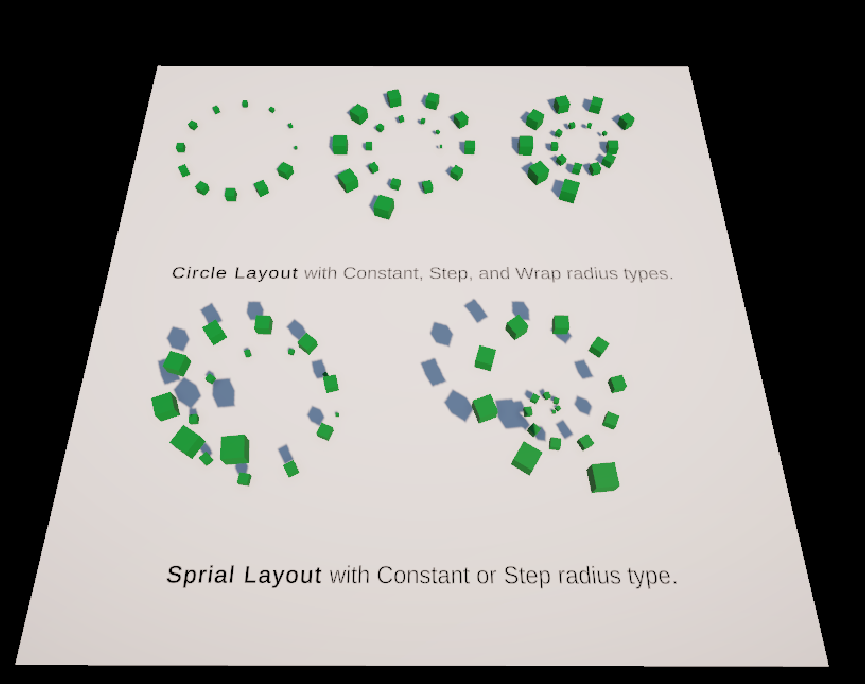 Circle Layout with Constant, Step, and Wrap radius types.
Sprial Layout with Constant or Step radius type.